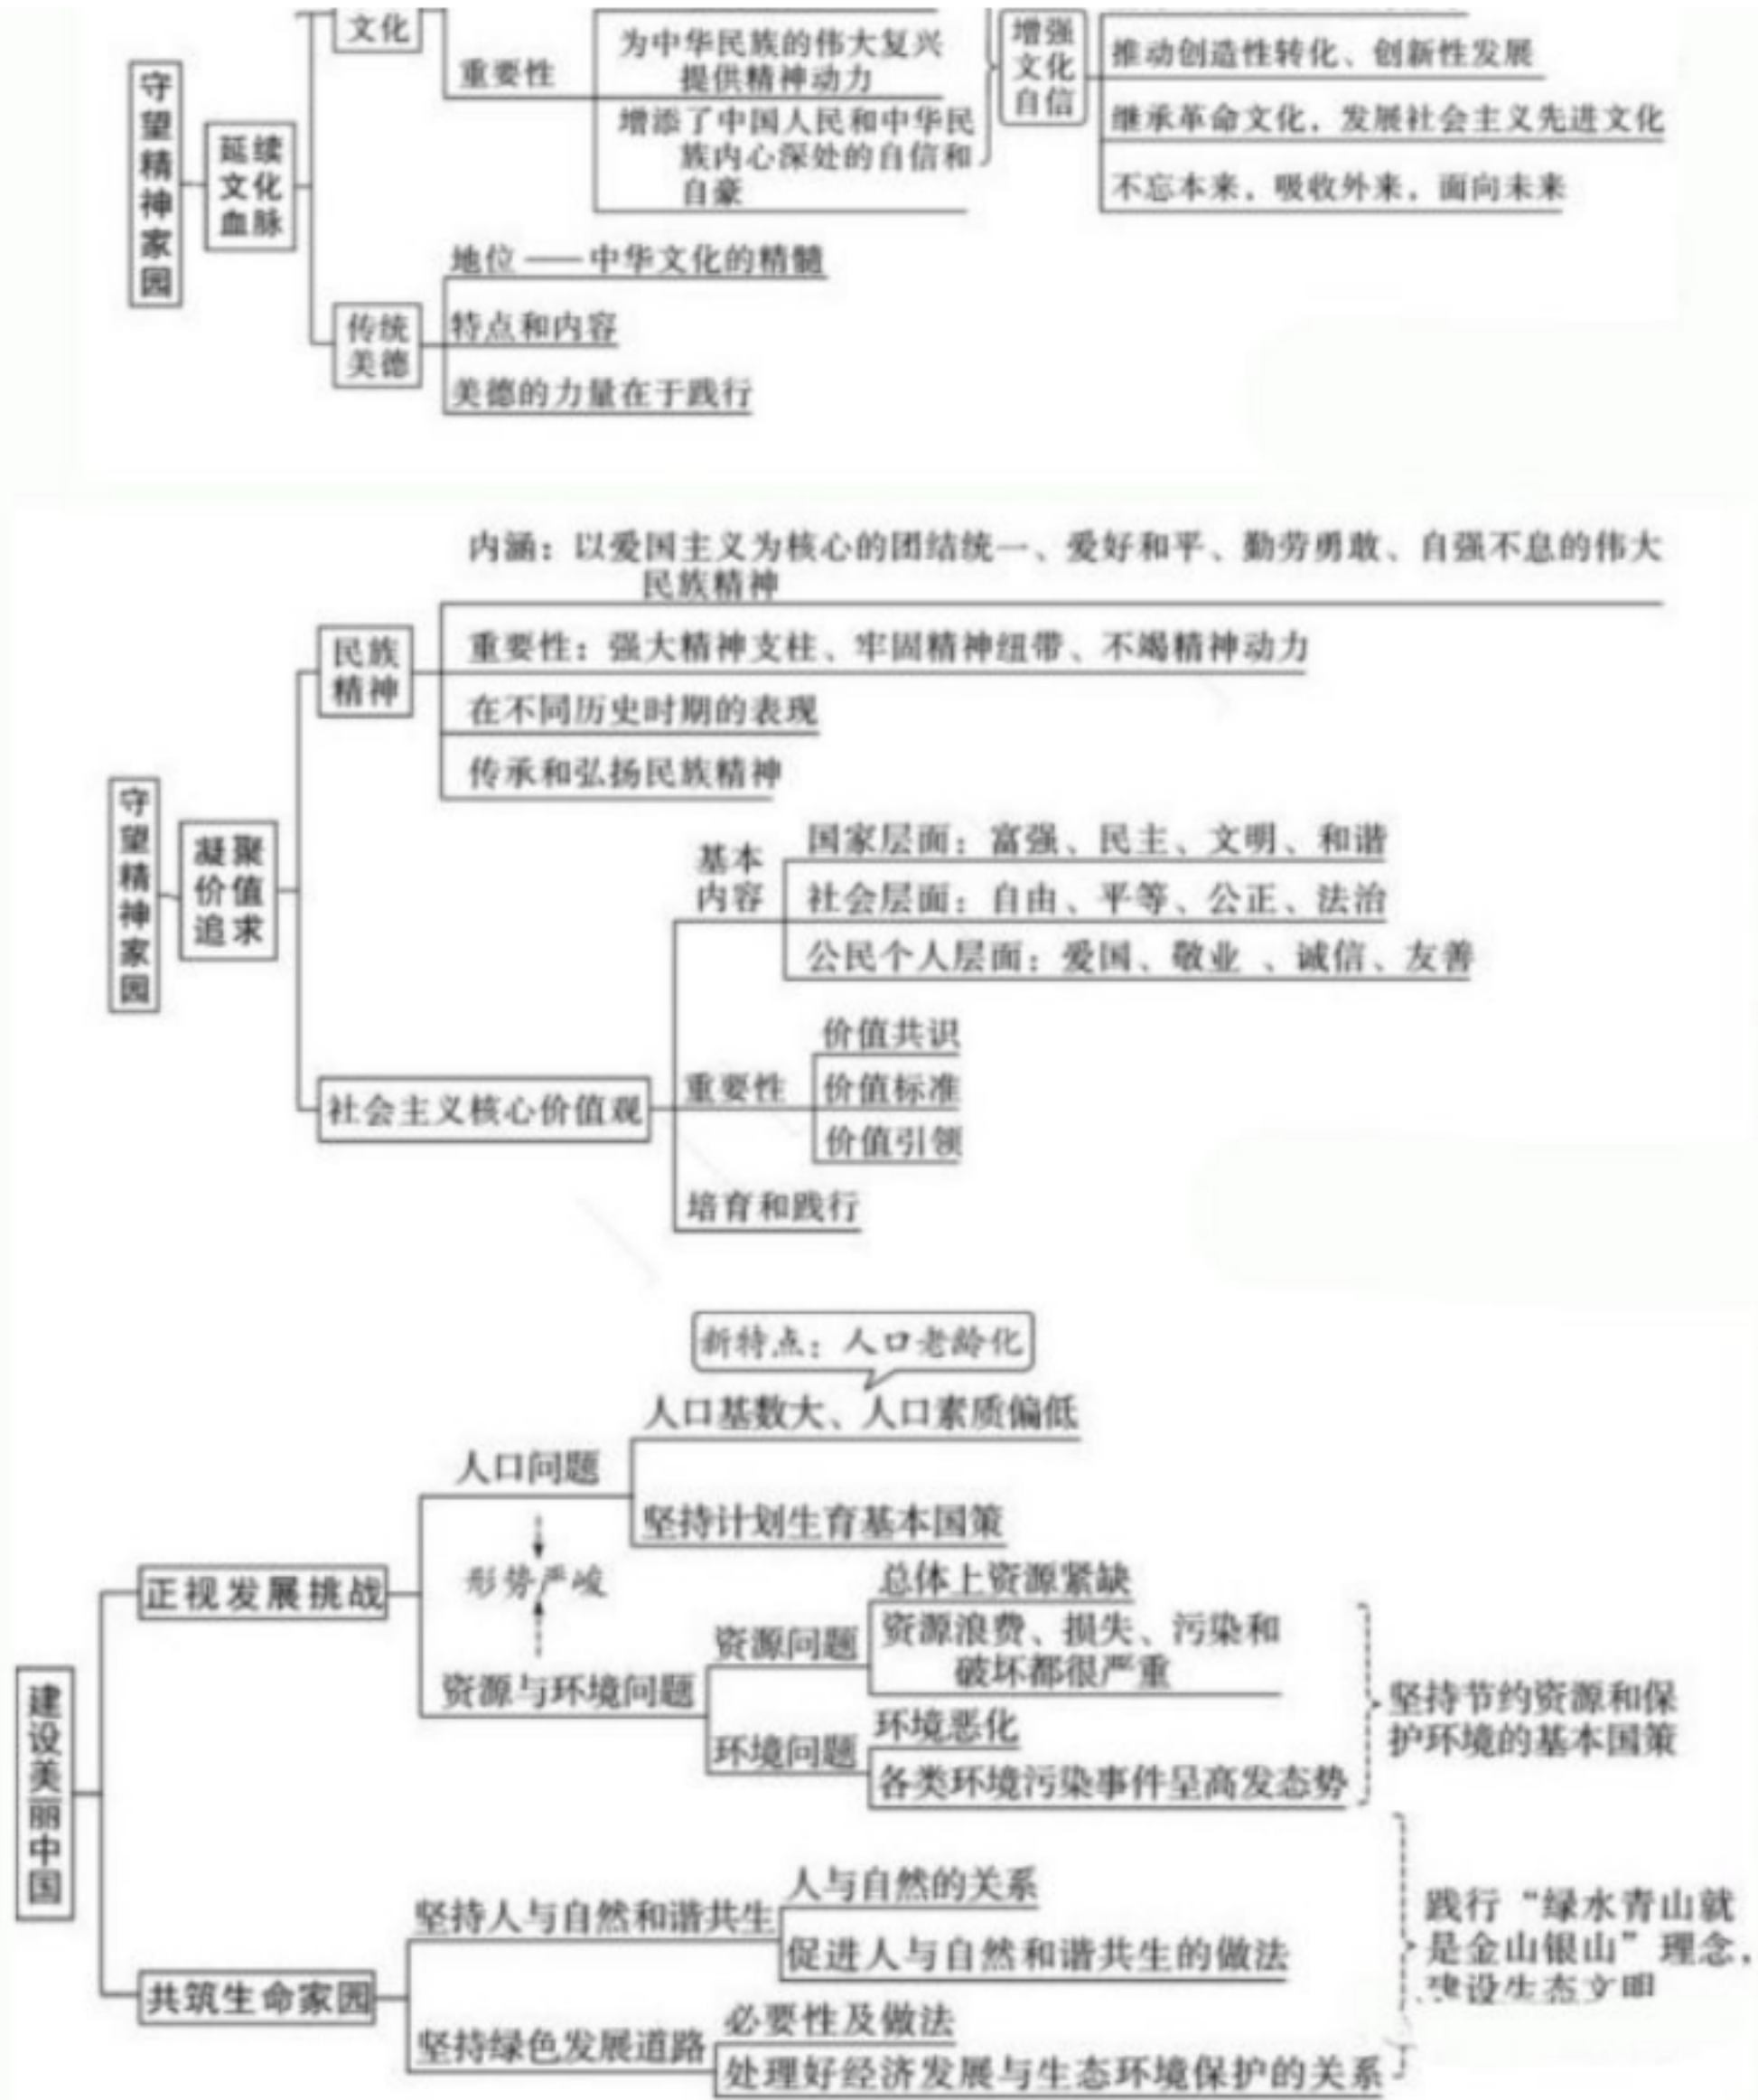 文化
重要性
为中华民族的伟大复兴
提供精神动力
增添了中国人民和中华民
族内心深处的自信和
自豪
增强
文化
自信
推动创造性转化、创新性发展
继承革命文化，发展社会主义先进文化
不忘本来，吸收外来，面向未来
守望精神家园
延续
文化
血脉
地位——中华文化的精髓
传统
美德
特点和内容
美德的力量在于践行
内涵：以爱国主义为核心的团结统一、爱好和平、勤劳勇敢、自强不息的伟大
民族精神
民族
精神
重要性：强大精神支柱、牢固精神纽带、不竭精神动力
在不同历史时期的表现
传承和弘扬民族精神
守望精神家园
凝聚
价值
追求
基本
内容
国家层面：富强、民主、文明、和谐
社会层面：自由、平等、公正、法治
公民个人层面：爱国、敬业 、诚信、友善
社会主义核心价值观
重要性
价值共识
价值标准
价值引领
培育和践行
新特点：人口老龄化
人口基数大、人口素质偏低
人口问题
坚持计划生育基本国策
正视发展挑战
形势严峻
资源与环境问题
资源问题
总体上资源紧缺
资源浪费、损失、污染和
破坏都很严重
环境问题
环境恶化
各类环境污染事件呈高发态势
坚持节约资源和保
护环境的基本国策
建设美丽中国
共筑生命家园
坚持人与自然和谐共生
人与自然的关系
促进人与自然和谐共生的做法
坚持绿色发展道路
必要性及做法
处理好经济发展与生态环境保护的关系
践行“绿水青山就
是金山银山”理念，
建设生态文明